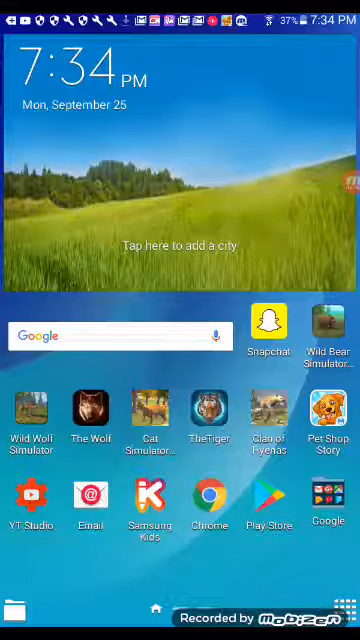 37% 7:34 PM
7:34 PM
Mon, September 25
Tap here to add a city
Google
Snapchat
Wild Bear
Simulator...
Wild Wolf
Simulator
The Wolf
Cat
Simulator...
TheTiger
Clan of
Hyenas
Pet Shop
Story
YT Studio
Email
Samsung
Kids
Chrome
Play Store
Google
Recorded by mobizen